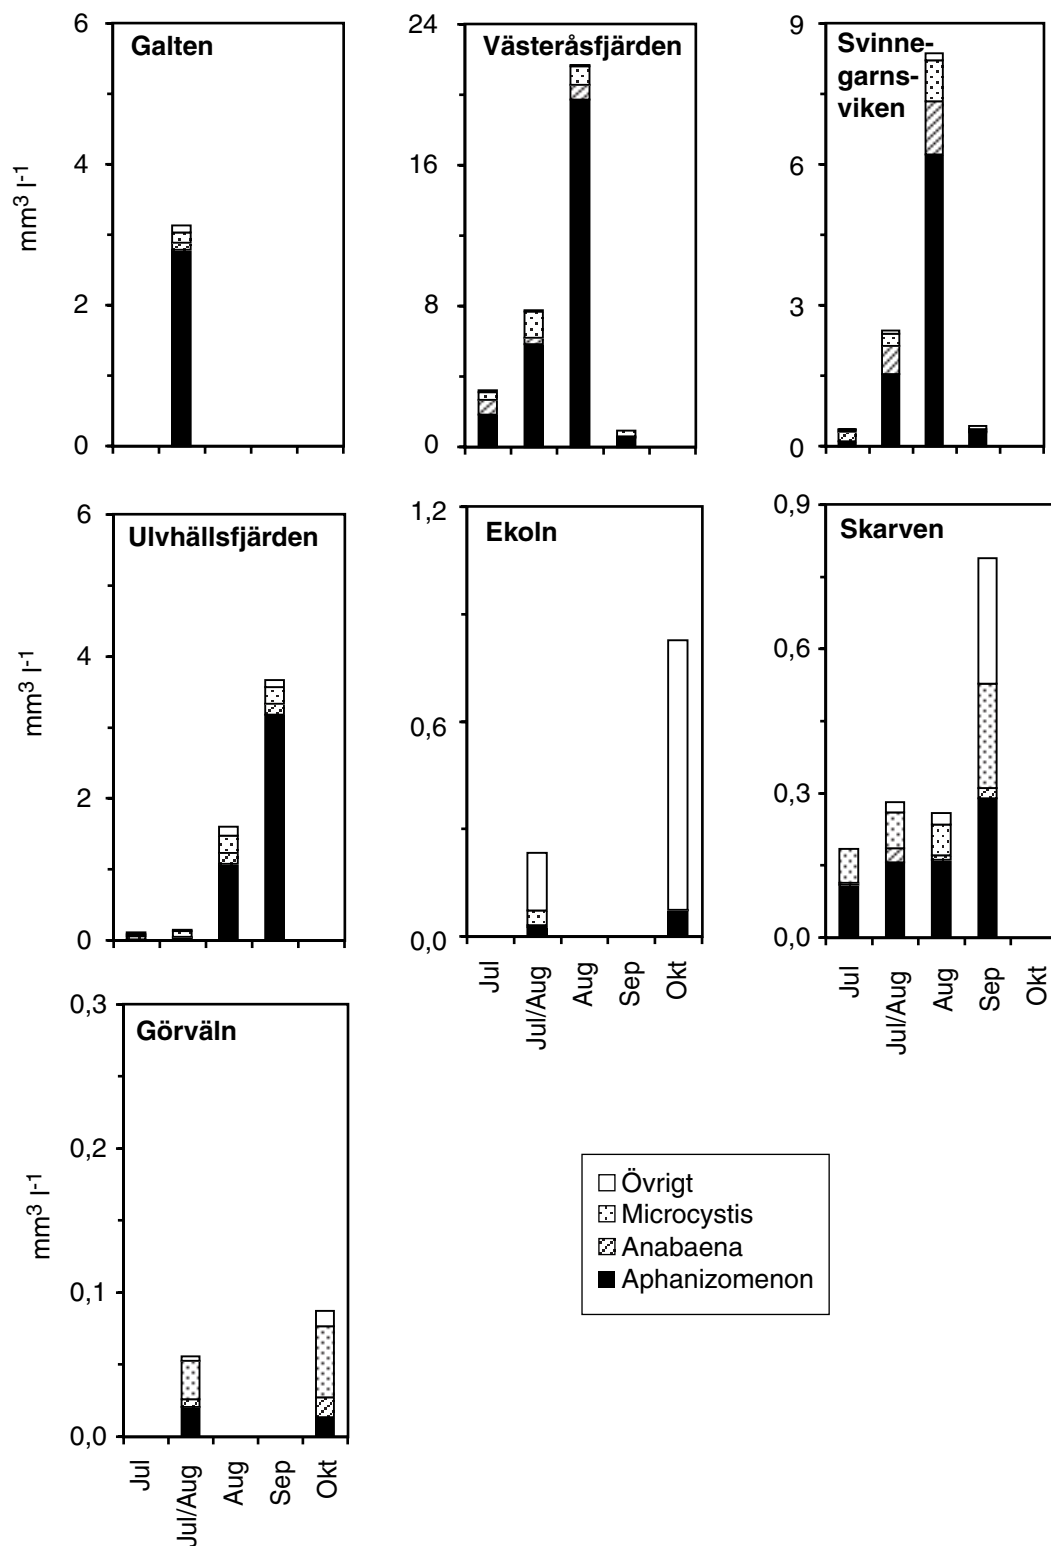 Galten
6
4
2
0
mm³ l-¹
Västeråsfjärden
24
16
8
0
Svinne-
garns-
viken
9
6
3
0
Ulvhällsfjärden
6
4
2
0
mm³ l-¹
Ekoln
1,2
0,6
0,0
Jul
Jul/Aug
Aug
Sep
Okt
Skarven
0,9
0,6
0,3
0,0
Jul
Jul/Aug
Aug
Sep
Okt
Görväln
0,3
0,2
0,1
0,0
mm³ l-¹
Jul
Jul/Aug
Aug
Sep
Okt
Övrigt
Microcystis
Anabaena
Aphanizomenon